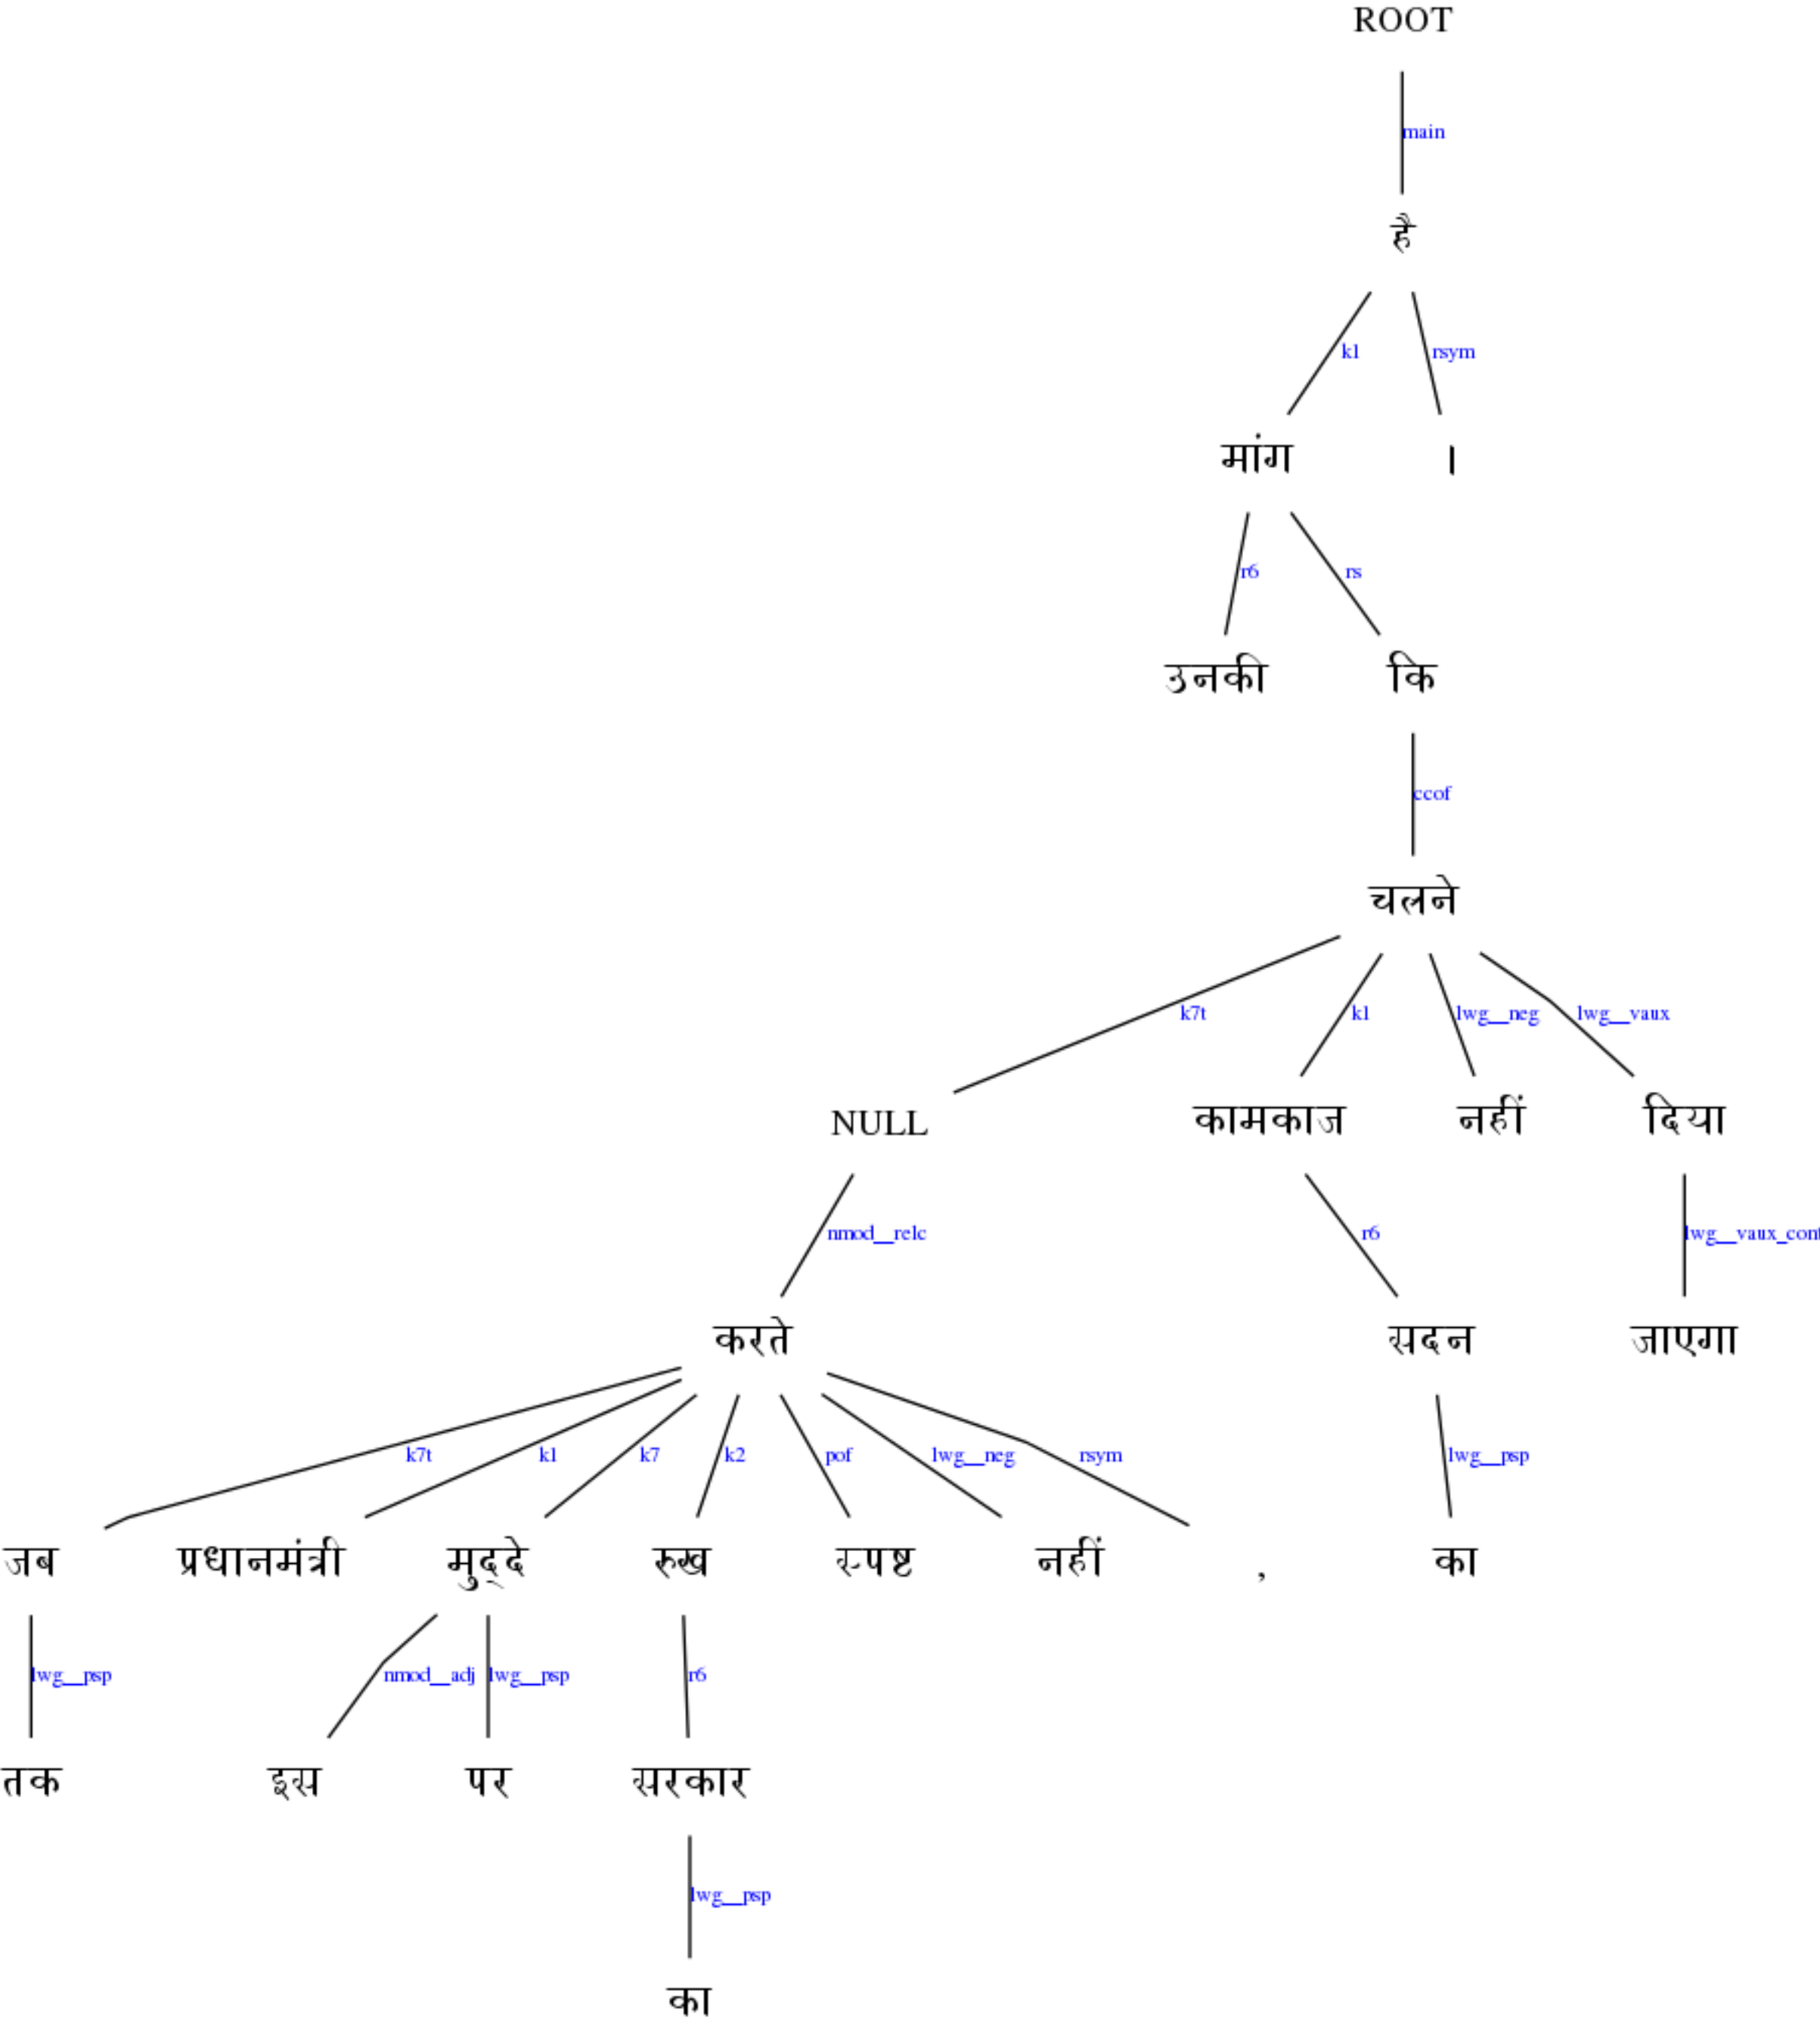 ROOT
main
है
k1 rsym
मांग ।
r6 rs
उनकी कि
ccof
चलने
k7t k1 lwg__neg lwg__vaux
NULL कामकाज नहीं दिया
nmod__relc r6 lwg__vaux_cont
करते सदन जाएगा
k7t k1 k7 k2 pof lwg__neg rsym lwg__psp
जब प्रधानमंत्री मुद्दे रुख स्पष्ट नहीं , का
lwg__psp nmod__adj lwg__psp r6
तक इस पर सरकार
lwg__psp
का